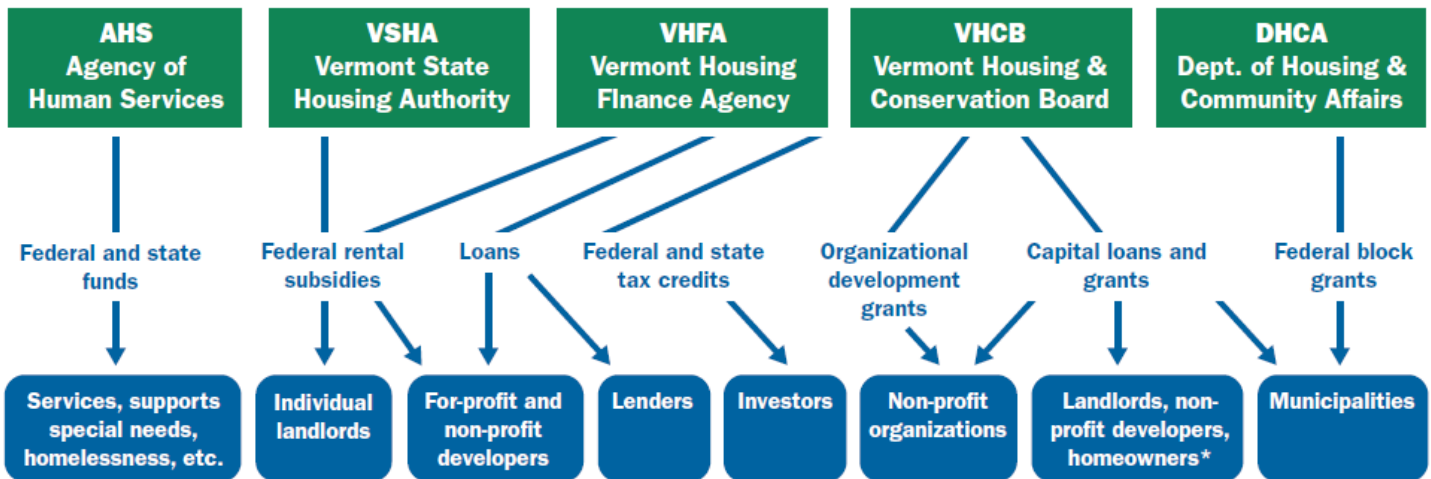 AHS
Agency of
Human Services
VSHA
Vermont State
Housing Authority
VHFA
Vermont Housing
FInance Agency
VHCB
Vermont Housing &
Conservation Board
DHCA
Dept. of Housing &
Community Affairs
Federal and state
funds
Federal rental
subsidies
Loans
Federal and state
tax credits
Organizational
development
grants
Capital loans and
grants
Federal block
grants
Services, supports
special needs,
homelessness, etc.
Individual
landlords
For-profit and
non-profit
developers
Lenders
Investors
Non-profit
organizations
Landlords, non-
profit developers,
homeowners*
Municipalities